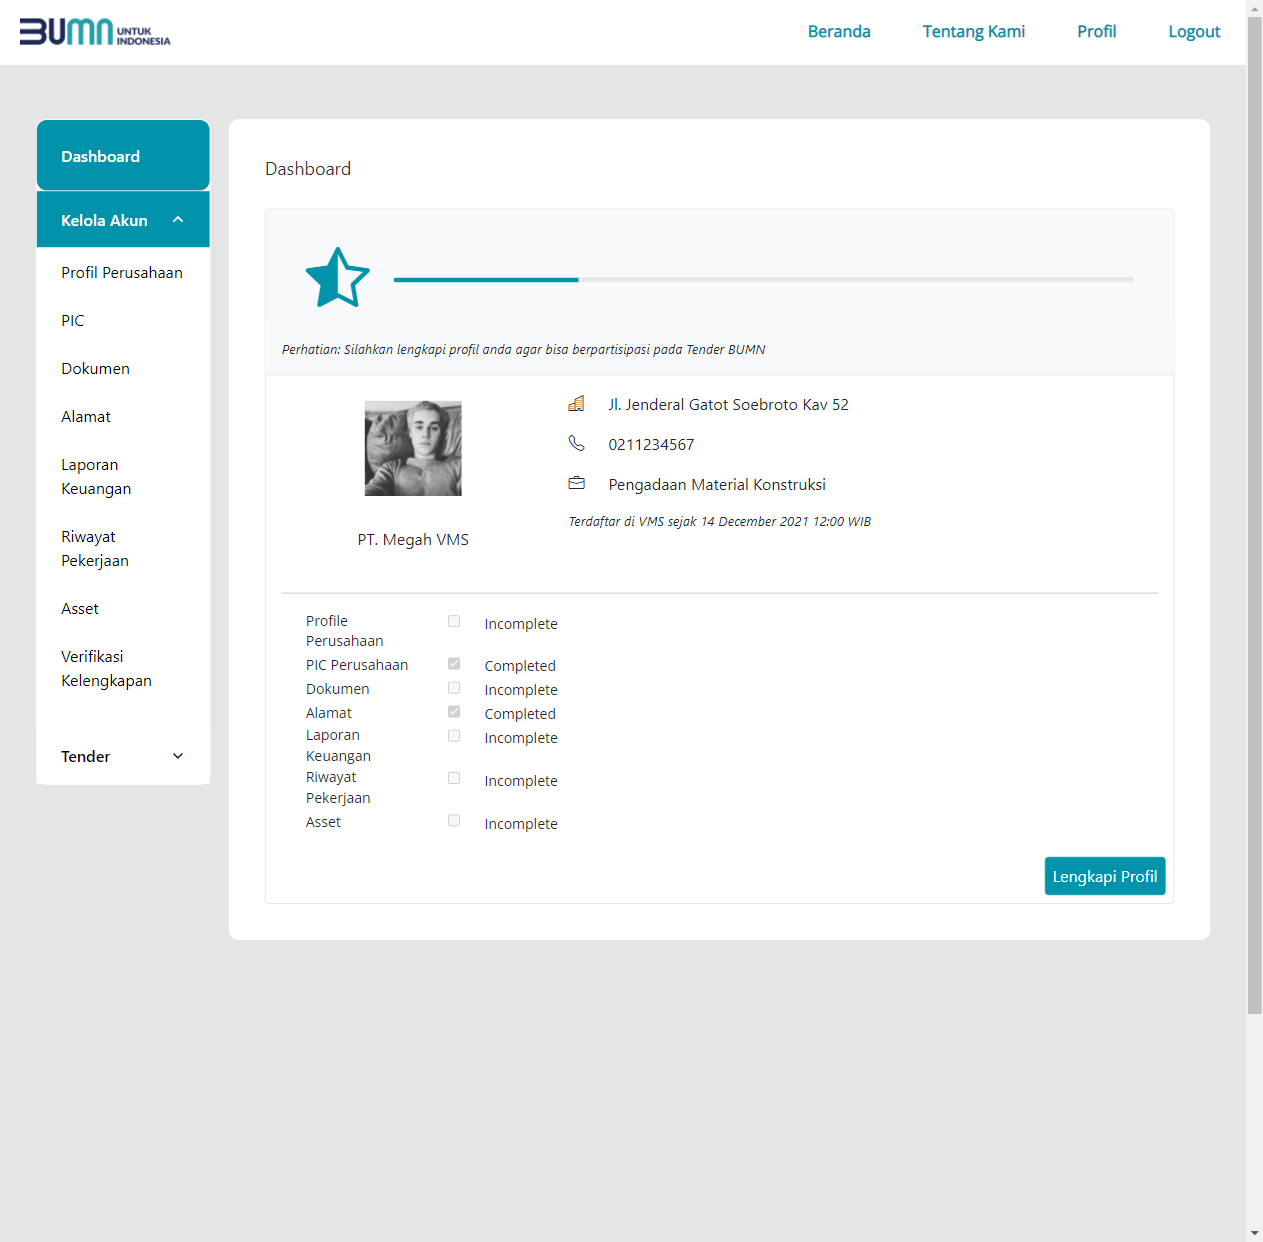 BUMN UNTUK INDONESIA
Beranda
Tentang Kami
Profil
Logout
Dashboard
Kelola Akun
Profil Perusahaan
PIC
Dokumen
Alamat
Laporan
Keuangan
Riwayat
Pekerjaan
Asset
Verifikasi
Kelengkapan
Tender
Dashboard
Perhatian: Silahkan lengkapi profil anda agar bisa berpartisipasi pada Tender BUMN
PT. Megah VMS
Jl. Jenderal Gatot Soebroto Kav 52
0211234567
Pengadaan Material Konstruksi
Terdaftar di VMS sejak 14 December 2021 12:00 WIB
Profile
Perusahaan
Incomplete
PIC Perusahaan
Completed
Dokumen
Incomplete
Alamat
Completed
Laporan
Keuangan
Incomplete
Riwayat
Pekerjaan
Incomplete
Asset
Incomplete
Lengkapi Profil